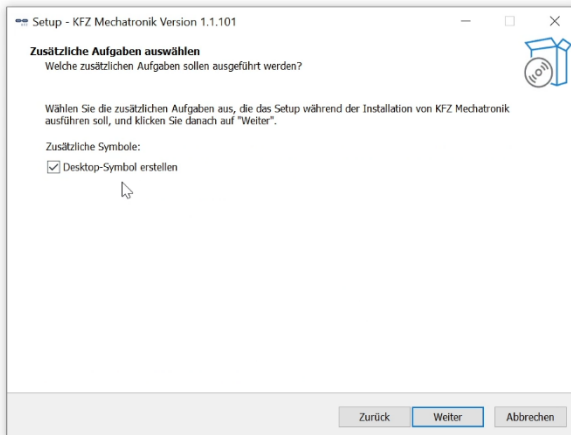 Setup - KFZ Mechatronik Version 1.1.101
Zusätzliche Aufgaben auswählen
Welche zusätzlichen Aufgaben sollen ausgeführt werden?
Wählen Sie die zusätzlichen Aufgaben aus, die das Setup während der Installation von KFZ Mechatronik
ausführen soll, und klicken Sie danach auf "Weiter".
Zusätzliche Symbole:
Desktop-Symbol erstellen
Zurück Weiter Abbrechen